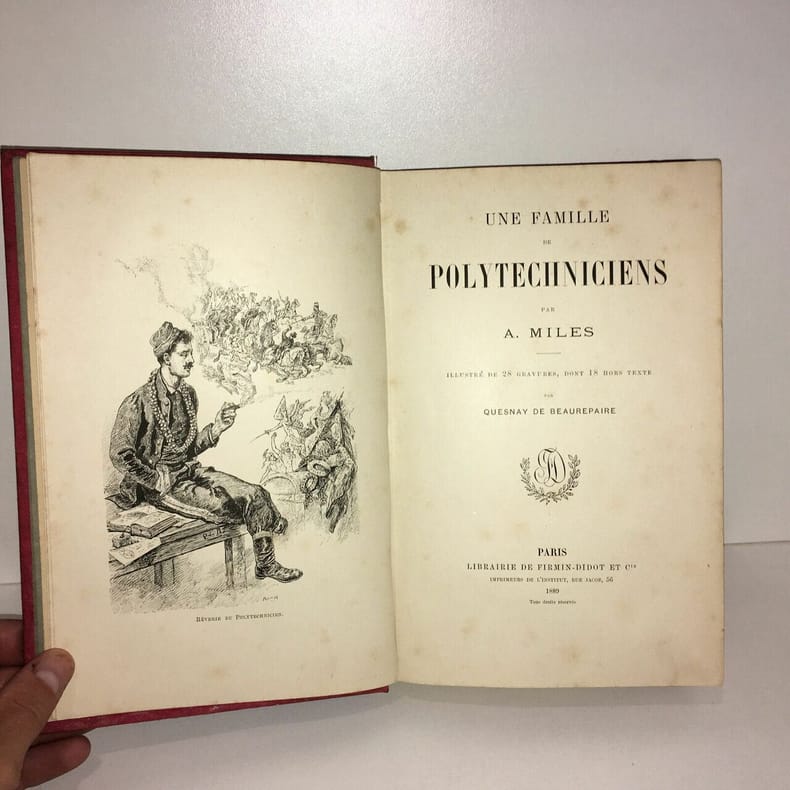 RÊVERIE DU POLYTECHNICIEN.
UNE FAMILLE
DE
POLYTECHNICIENS
PAR
A. MILES
ILLUSTRÉ DE 28 GRAVURES, DONT 18 HORS TEXTE
PAR
QUESNAY DE BEAUREPAIRE
PARIS
LIBRAIRIE DE FIRMIN-DIDOT ET Cie
IMPRIMEURS DE L'INSTITUT, RUE JACOB, 56
1889
Tous droits réservés